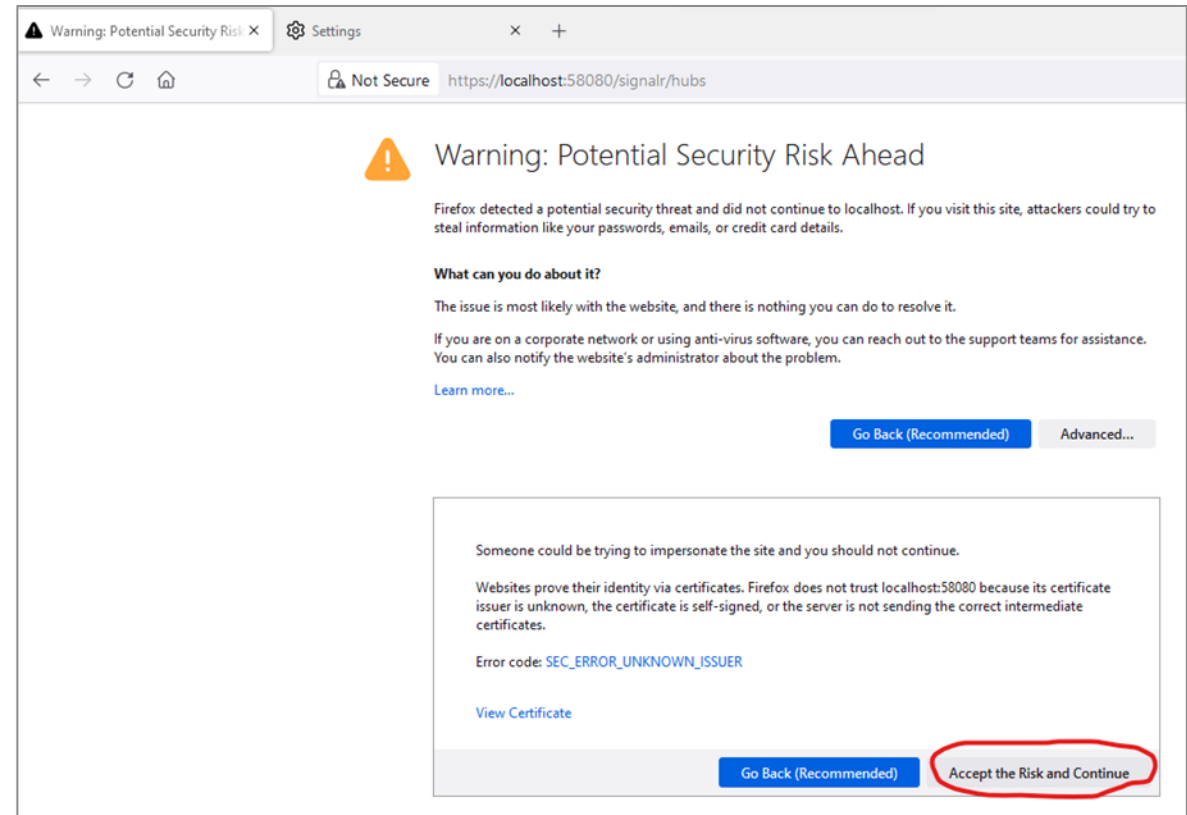 Warning: Potential Security Risk
Settings
Not Secure https://localhost:58080/signalr/hubs
Warning: Potential Security Risk Ahead
Firefox detected a potential security threat and did not continue to localhost. If you visit this site, attackers could try to
steal information like your passwords, emails, or credit card details.
What can you do about it?
The issue is most likely with the website, and there is nothing you can do to resolve it.
If you are on a corporate network or using anti-virus software, you can reach out to the support teams for assistance.
You can also notify the website's administrator about the problem.
Learn more...
Go Back (Recommended) Advanced...
Someone could be trying to impersonate the site and you should not continue.
Websites prove their identity via certificates. Firefox does not trust localhost:58080 because its certificate
issuer is unknown, the certificate is self-signed, or the server is not sending the correct intermediate
certificates.
Error code: SEC_ERROR_UNKNOWN_ISSUER
View Certificate
Go Back (Recommended) Accept the Risk and Continue